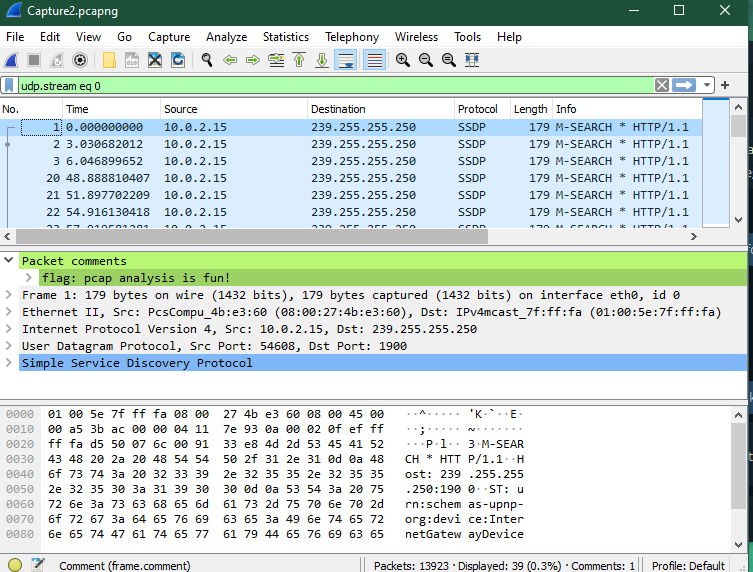 Capture2.pcapng
File Edit View Go Capture Analyze Statistics Telephony Wireless Tools Help
udp.stream eq 0
No. Time Source Destination Protocol Length Info
1 0.000000000 10.0.2.15 239.255.255.250 SSDP 179 M-SEARCH * HTTP/1.1
2 3.030682012 10.0.2.15 239.255.255.250 SSDP 179 M-SEARCH * HTTP/1.1
3 6.046899652 10.0.2.15 239.255.255.250 SSDP 179 M-SEARCH * HTTP/1.1
20 48.888810407 10.0.2.15 239.255.255.250 SSDP 179 M-SEARCH * HTTP/1.1
21 51.897702209 10.0.2.15 239.255.255.250 SSDP 179 M-SEARCH * HTTP/1.1
22 54.916130418 10.0.2.15 239.255.255.250 SSDP 179 M-SEARCH * HTTP/1.1
Packet comments
flag: pcap analysis is fun!
Frame 1: 179 bytes on wire (1432 bits), 179 bytes captured (1432 bits) on interface eth0, id 0
Ethernet II, Src: PcsCompu_4b:e3:60 (08:00:27:4b:e3:60), Dst: IPv4mcast_7f:ff:fa (01:00:5e:7f:ff:fa)
Internet Protocol Version 4, Src: 10.0.2.15, Dst: 239.255.255.250
User Datagram Protocol, Src Port: 54608, Dst Port: 1900
Simple Service Discovery Protocol
0000 01 00 5e 7f ff fa 08 00 27 4b e3 60 08 00 45 00 ··^····· 'K·`··E·
0010 00 a5 3b ac 00 00 04 11 7e 93 0a 00 02 0f ef ff ··;····· ~·······
0020 ff fa d5 50 07 6c 00 91 33 e8 4d 2d 53 45 41 52 ···P·l·· 3·M-SEAR
0030 43 48 20 2a 20 48 54 54 50 2f 31 2e 31 0d 0a 48 CH * HTT P/1.1··H
0040 6f 73 74 3a 20 32 33 39 2e 32 35 35 2e 32 35 35 ost: 239 .255.255
0050 2e 32 35 30 3a 31 39 30 30 0d 0a 53 54 3a 20 75 .250:190 0··ST: u
0060 72 6e 3a 73 63 68 65 6d 61 73 2d 75 70 6e 70 2d rn:schem as-upnp-
0070 6f 72 67 3a 64 65 76 69 63 65 3a 49 6e 74 65 72 org:devi ce:Inter
0080 6e 65 74 47 61 74 65 77 61 79 44 65 76 69 63 65 netGatew ayDevice
Comment (frame.comment) Packets: 13923 · Displayed: 39 (0.3%) · Comments: 1 Profile: Default